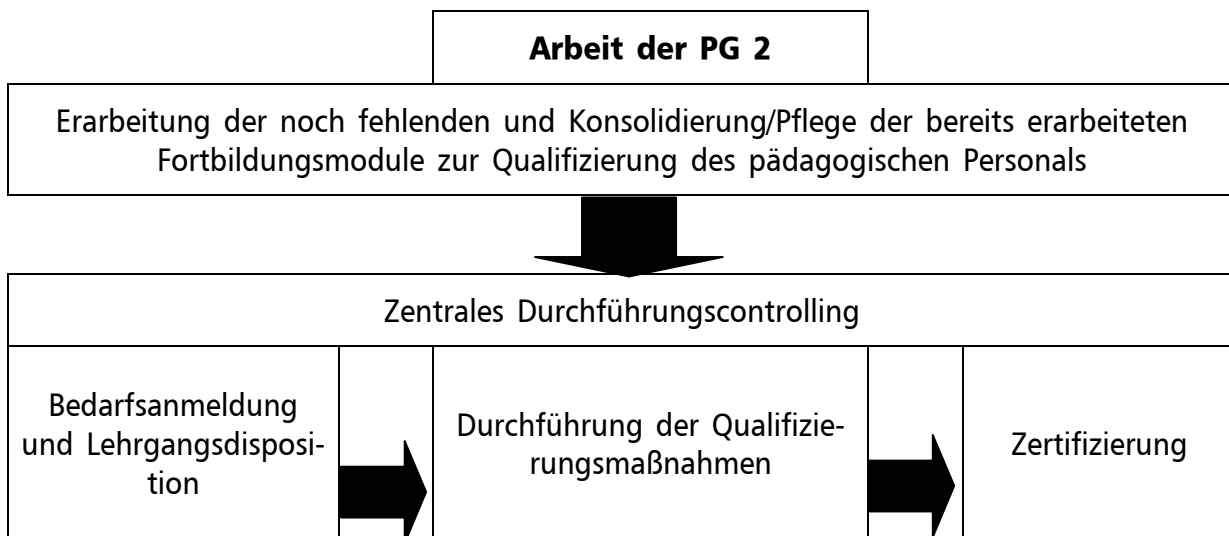 Arbeit der PG 2
Erarbeitung der noch fehlenden und Konsolidierung/Pflege der bereits erarbeiteten
Fortbildungsmodule zur Qualifizierung des pädagogischen Personals
Zentrales Durchführungscontrolling
Bedarfsanmeldung
und Lehrgangsdisposi-
tion
Durchführung der Qualifizie-
rungsmaßnahmen
Zertifizierung